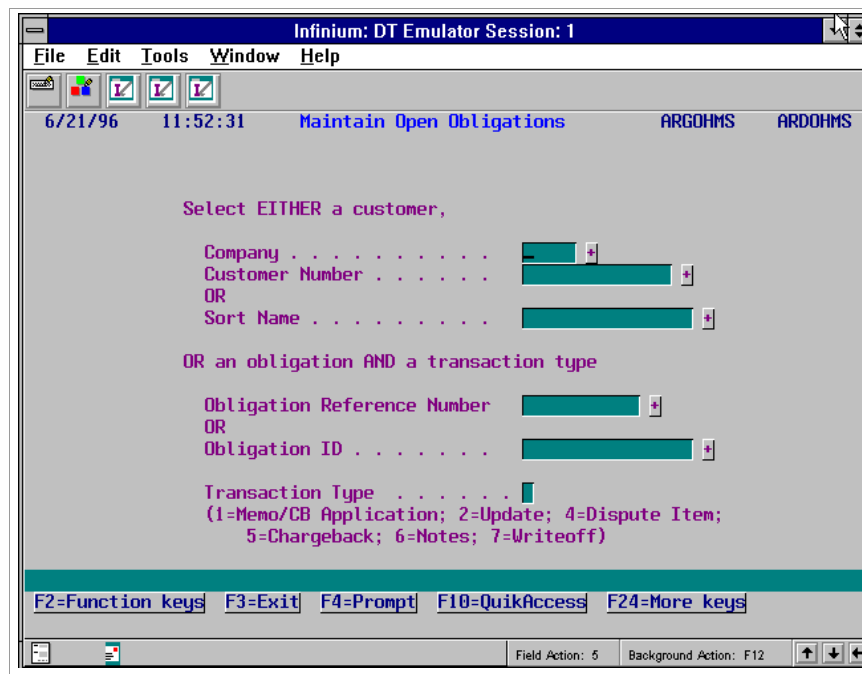 Infinium: DT Emulator Session: 1
File Edit Tools Window Help
6/21/96 11:52:31 Maintain Open Obligations ARGOHMS ARDOHMS
Select EITHER a customer,
Company . . . . . . . . . . +
Customer Number . . . . . . +
OR
Sort Name . . . . . . . . . +
OR an obligation AND a transaction type
Obligation Reference Number +
OR
Obligation ID . . . . . . . +
Transaction Type . . . . . .
(1=Memo/CB Application; 2=Update; 4=Dispute Item;
5=Chargeback; 6=Notes; 7=Writeoff)
F2=Function keys F3=Exit F4=Prompt F10=QuikAccess F24=More keys
Field Action: 5 Background Action: F12